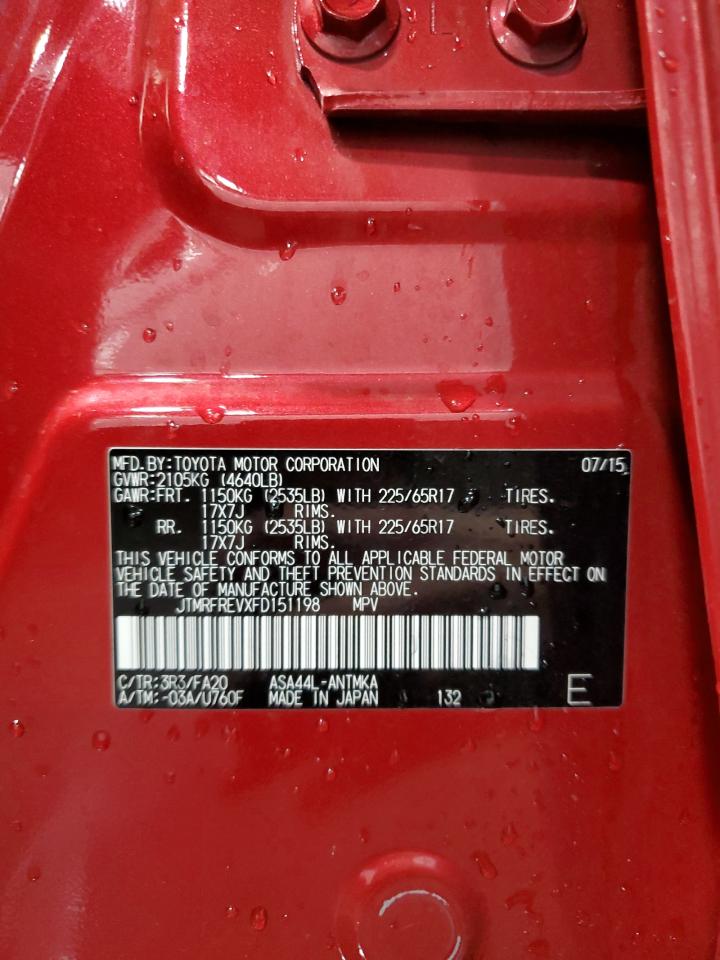 L
MFD.BY:TOYOTA MOTOR CORPORATION 07/15
GVWR:2105KG (4640LB)
GAWR:FRT. 1150KG (2535LB) WITH 225/65R17 TIRES.
17X7J RIMS.
RR. 1150KG (2535LB) WITH 225/65R17 TIRES.
17X7J RIMS.
THIS VEHICLE CONFORMS TO ALL APPLICABLE FEDERAL MOTOR
VEHICLE SAFETY AND THEFT PREVENTION STANDARDS IN EFFECT ON
THE DATE OF MANUFACTURE SHOWN ABOVE.
JTMRFREVXFD151198 MPV
C/TR:3R3/FA20 ASA44L-ANTMKA
A/TM:-03A/U760F MADE IN JAPAN 132 E